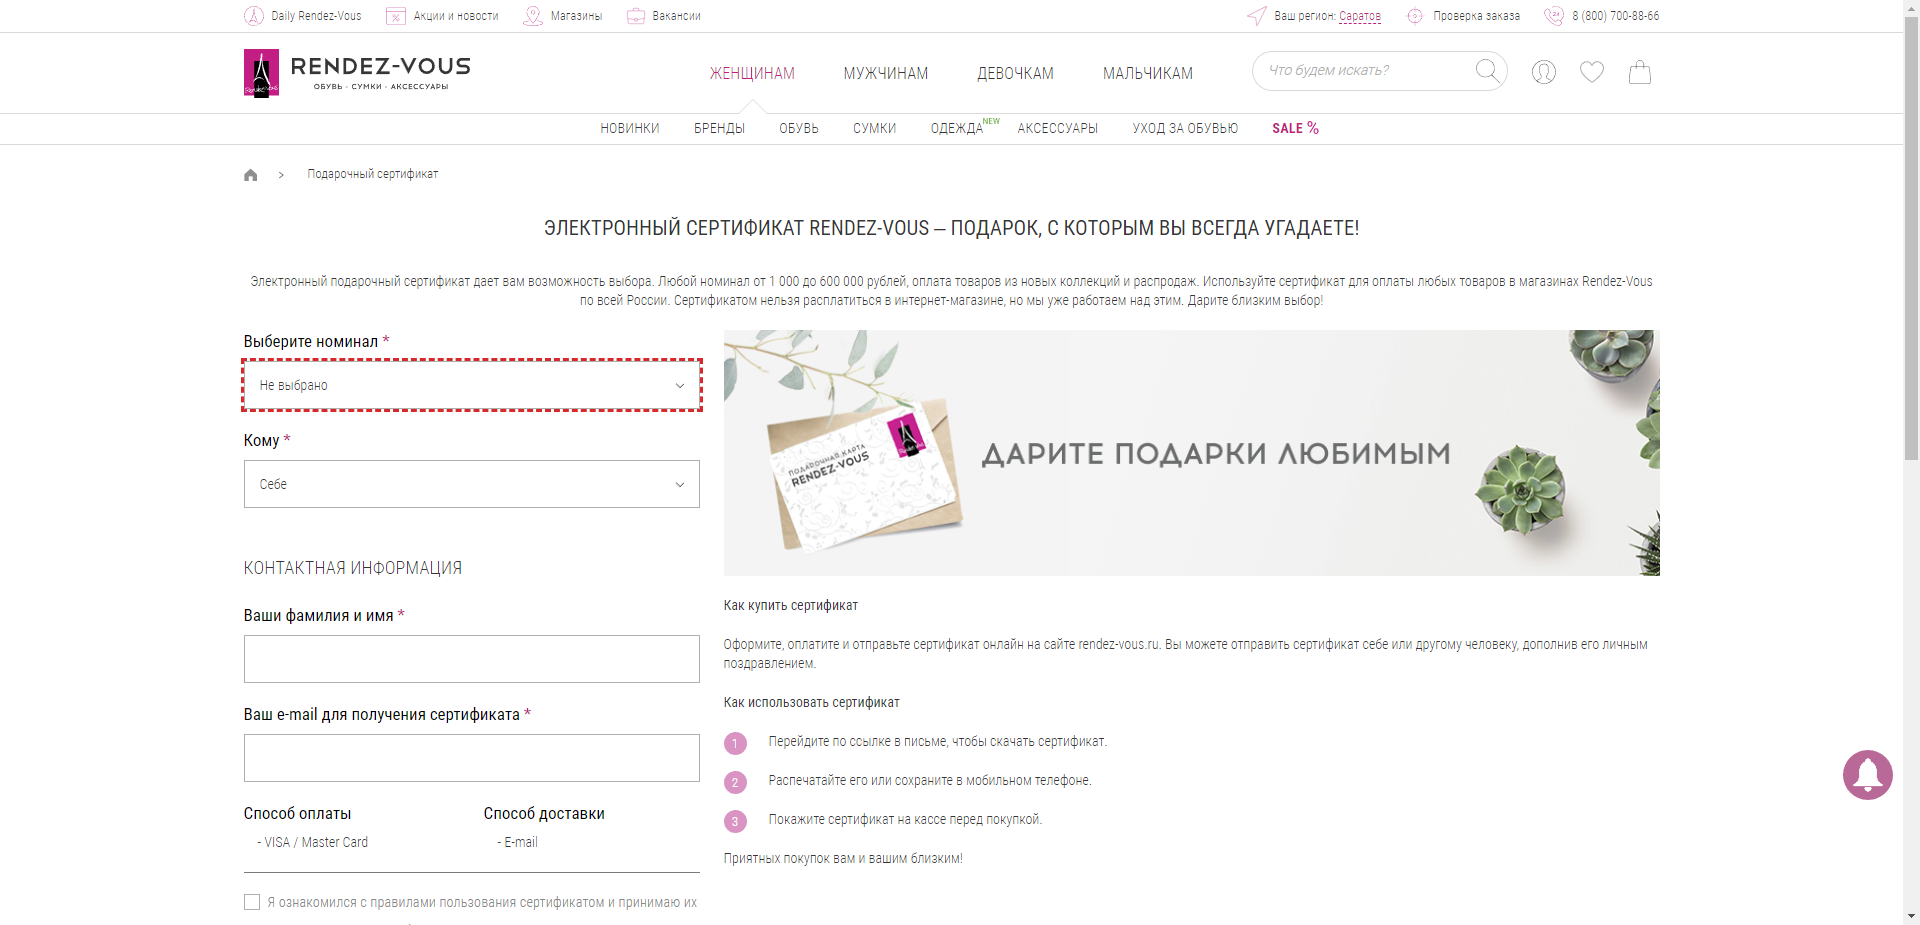 Daily Rendez-Vous Акции и новости Магазины Вакансии Ваш регион: Саратов Проверка заказа 8 (800) 700-88-66
RENDEZ-VOUS
ОБУВЬ · СУМКИ · АКСЕССУАРЫ
ЖЕНЩИНАМ МУЖЧИНАМ ДЕВОЧКАМ МАЛЬЧИКАМ
Что будем искать?
НОВИНКИ БРЕНДЫ ОБУВЬ СУМКИ ОДЕЖДА NEW АКСЕССУАРЫ УХОД ЗА ОБУВЬЮ SALE %
> Подарочный сертификат
ЭЛЕКТРОННЫЙ СЕРТИФИКАТ RENDEZ-VOUS – ПОДАРОК, С КОТОРЫМ ВЫ ВСЕГДА УГАДАЕТЕ!
Электронный подарочный сертификат дает вам возможность выбора. Любой номинал от 1 000 до 600 000 рублей, оплата товаров из новых коллекций и распродаж. Используйте сертификат для оплаты любых товаров в магазинах Rendez-Vous
по всей России. Сертификатом нельзя расплатиться в интернет-магазине, но мы уже работаем над этим. Дарите близким выбор!
Выберите номинал *
Не выбрано
Кому *
Себе
КОНТАКТНАЯ ИНФОРМАЦИЯ
Ваши фамилия и имя *
Ваш e-mail для получения сертификата *
Способ оплаты
- VISA / Master Card
Способ доставки
- E-mail
Я ознакомился с правилами пользования сертификатом и принимаю их
ПОДАРОЧНАЯ КАРТА
RENDEZ-VOUS
ДАРИТЕ ПОДАРКИ ЛЮБИМЫМ
Как купить сертификат
Оформите, оплатите и отправьте сертификат онлайн на сайте rendez-vous.ru. Вы можете отправить сертификат себе или другому человеку, дополнив его личным
поздравлением.
Как использовать сертификат
1 Перейдите по ссылке в письме, чтобы скачать сертификат.
2 Распечатайте его или сохраните в мобильном телефоне.
3 Покажите сертификат на кассе перед покупкой.
Приятных покупок вам и вашим близким!